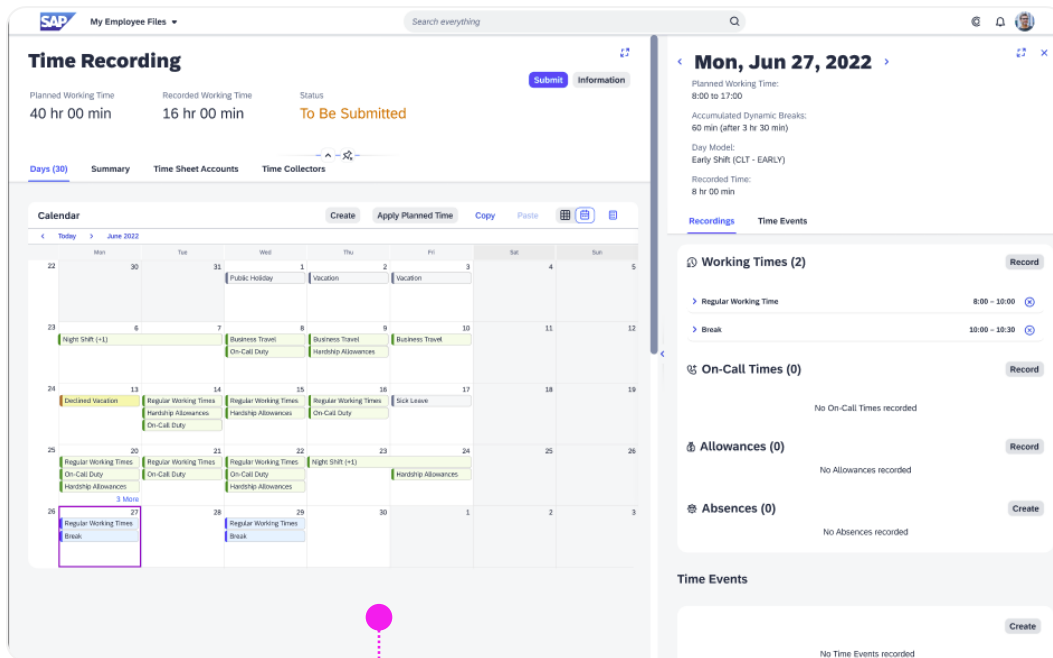 SAP My Employee Files
Search everything
Time Recording
Submit Information
Planned Working Time Recorded Working Time Status
40 hr 00 min 16 hr 00 min To Be Submitted
Days (30) Summary Time Sheet Accounts Time Collectors
Calendar Create Apply Planned Time Copy Paste
Today June 2022
Mon Tue Wed Thu Fri Sat Sun
22 30 31 1 2 3 4 5
Public Holiday Vacation Vacation
23 6 7 8 9 10 11 12
Night Shift (+1) Business Travel Business Travel Business Travel
On-Call Duty Hardship Allowances
24 13 14 15 16 17 18 19
Declined Vacation Regular Working Times Regular Working Times Regular Working Times Sick Leave
Hardship Allowances Hardship Allowances On-Call Duty
On-Call Duty
25 20 21 22 23 24 25 26
Regular Working Times Regular Working Times Regular Working Times Night Shift (+1)
On-Call Duty On-Call Duty On-Call Duty Hardship Allowances
Hardship Allowances Hardship Allowances
3 More
26 27 28 29 30 1 2 3
Regular Working Times Regular Working Times
Break Break
Mon, Jun 27, 2022
Planned Working Time:
8:00 to 17:00
Accumulated Dynamic Breaks:
60 min (after 3 hr 30 min)
Day Model:
Early Shift (CLT - EARLY)
Recorded Time:
8 hr 00 min
Recordings Time Events
Working Times (2) Record
Regular Working Time 8:00 – 10:00
Break 10:00 – 10:30
On-Call Times (0) Record
No On-Call Times recorded
Allowances (0) Record
No Allowances recorded
Absences (0) Create
No Absences recorded
Time Events
Create
No Time Events recorded